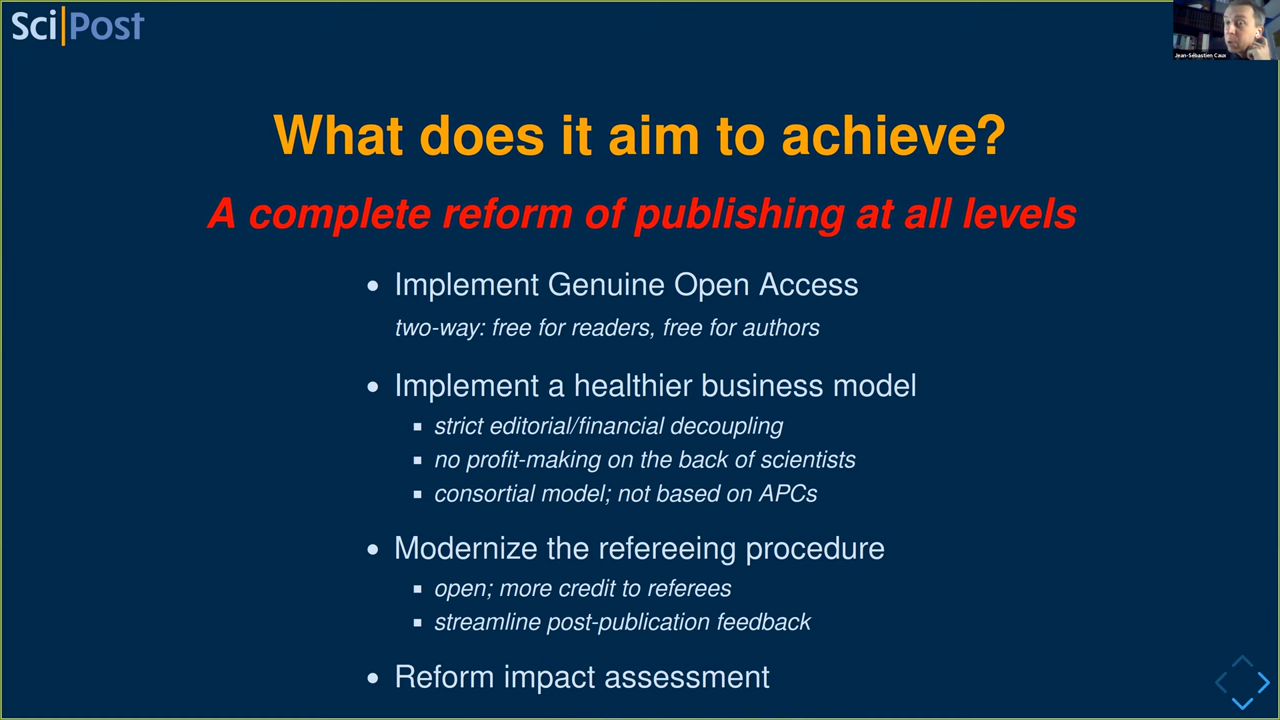 Sci|Post
Jean-Sébastien Caux
What does it aim to achieve?
A complete reform of publishing at all levels
• Implement Genuine Open Access
two-way: free for readers, free for authors
• Implement a healthier business model
▪ strict editorial/financial decoupling
▪ no profit-making on the back of scientists
▪ consortial model; not based on APCs
• Modernize the refereeing procedure
▪ open; more credit to referees
▪ streamline post-publication feedback
• Reform impact assessment